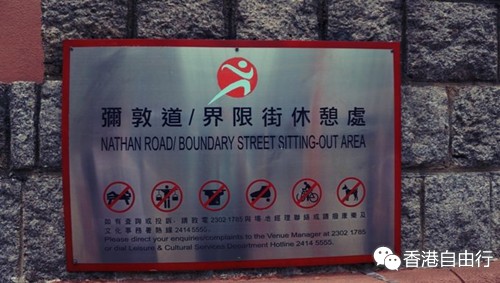 彌敦道/界限街休憩處
NATHAN ROAD/ BOUNDARY STREET SITTING-OUT AREA
如有查詢或投訴，請致電 2302 1785 與場地經理聯絡或請與康樂及
文化事務署熱線 2414 5555.
Please direct your enquiries/complaints to the Venue Manager at 2302 1785
or dial Leisure & Cultural Services Department Hotline 2414 5555.
香港自由行